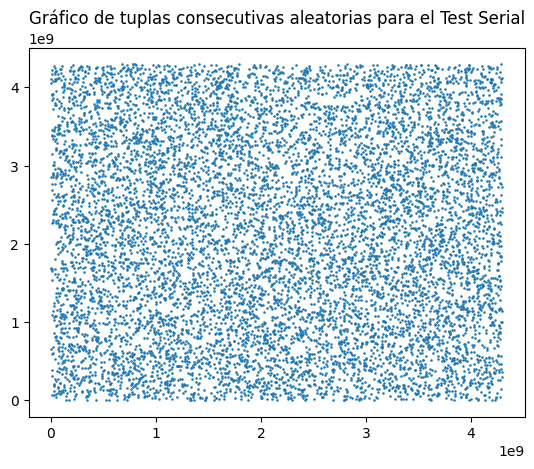 Gráfico de tuplas consecutivas aleatorias para el Test Serial
1e9
4
3
2
1
0
0 1 2 3 4
1e9